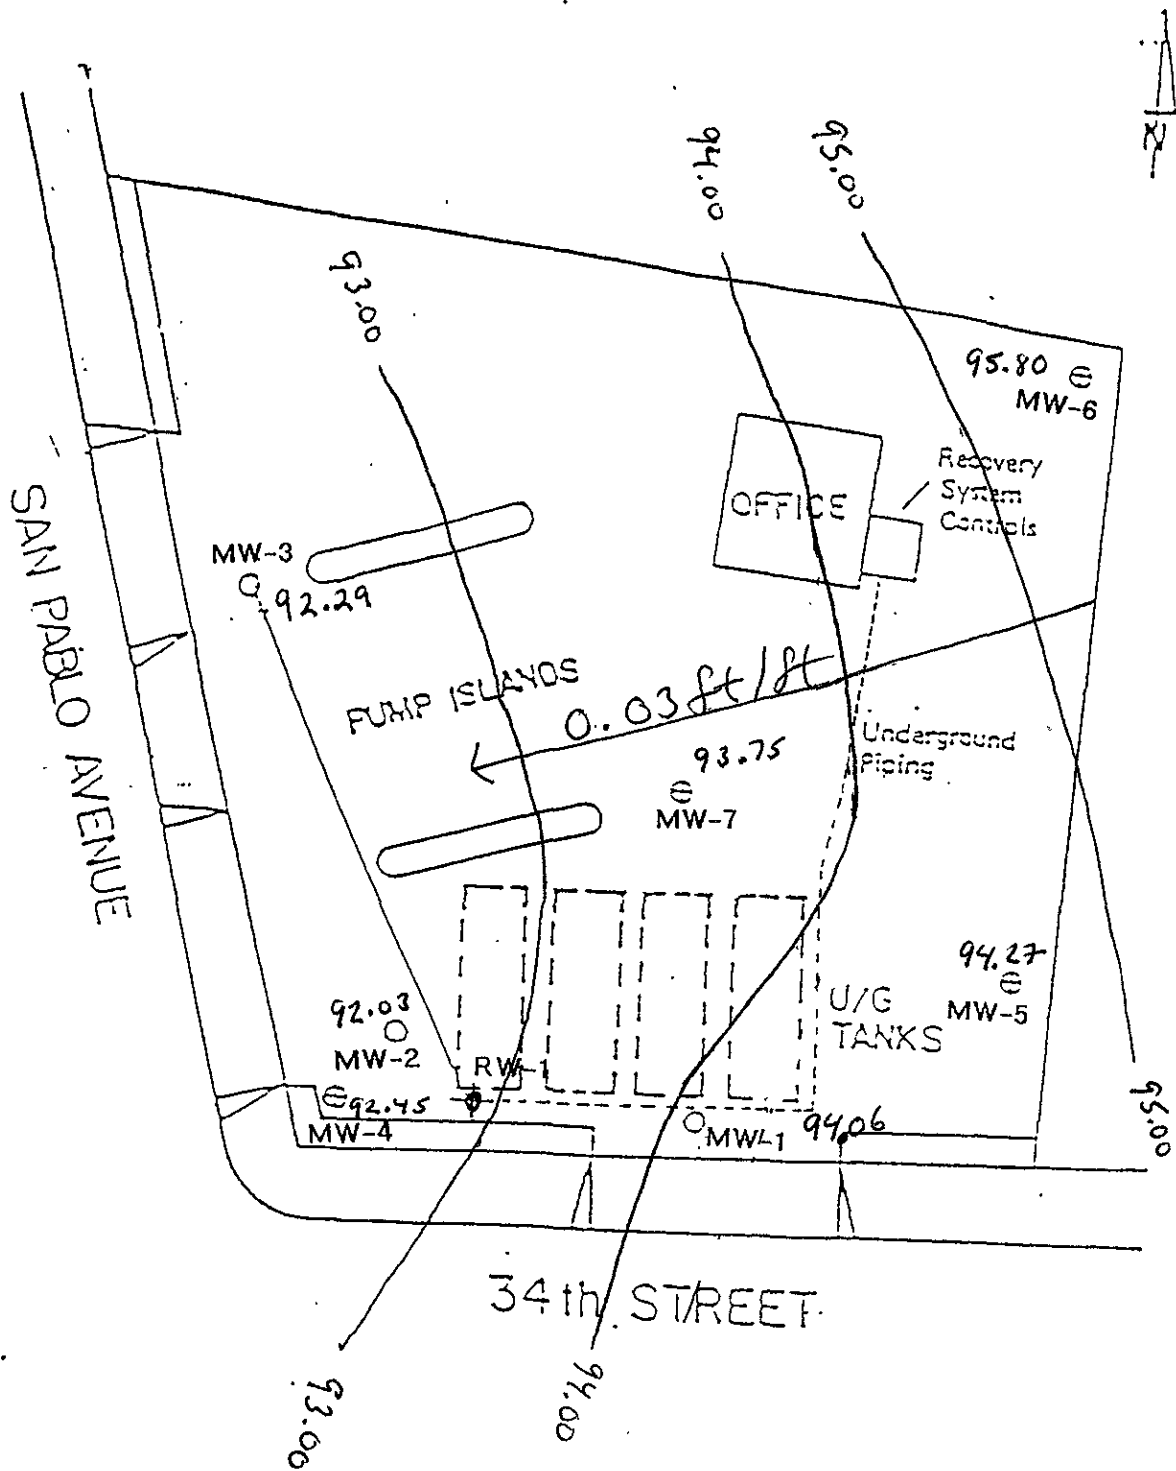 N
95.00
94.00
93.00
95.80
MW-6
Recovery
System
Controls
OFFICE
MW-3
92.29
SAN PABLO AVENUE
PUMP ISLANDS
0.03 ft/ft
93.75
MW-7
Underground
Piping
94.27
MW-5
U/G
TANKS
92.03
MW-2
RW-1
92.45
MW-4
MW-1
94.06
95.00
34th STREET
94.00
93.00